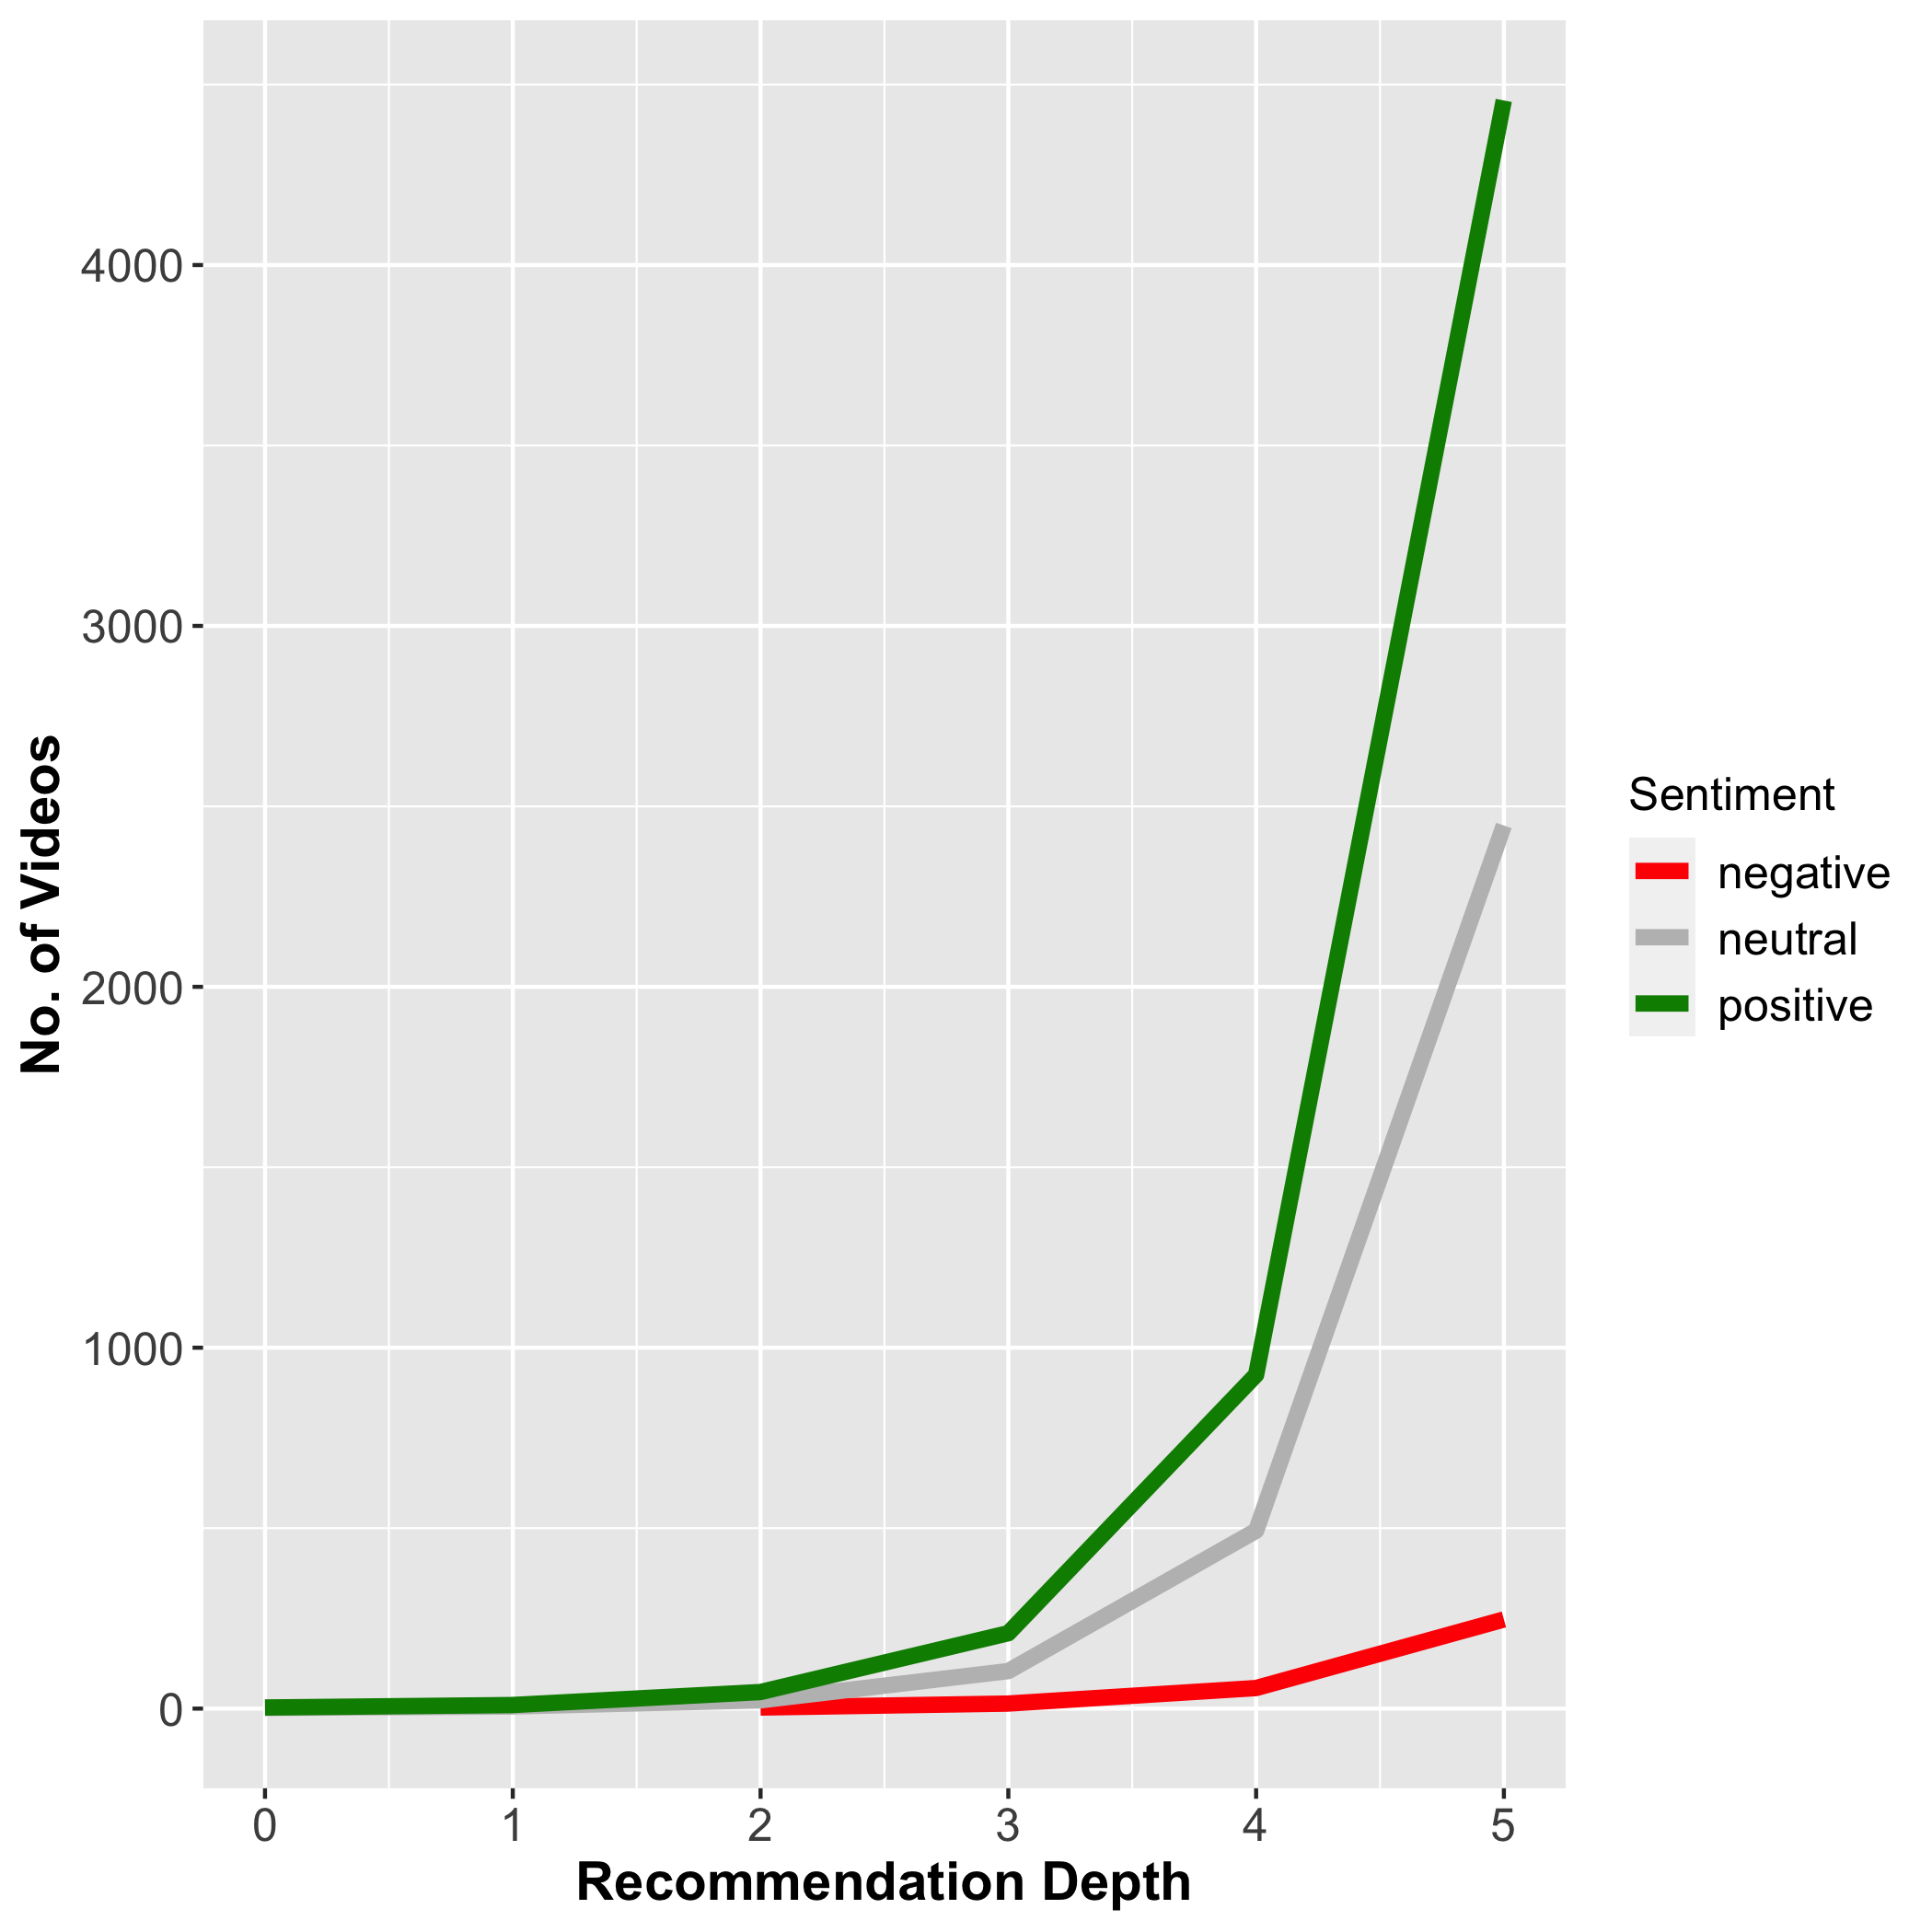 4000
3000
2000
1000
0
No. of Videos
0 1 2 3 4 5
Recommendation Depth
Sentiment
negative
neutral
positive